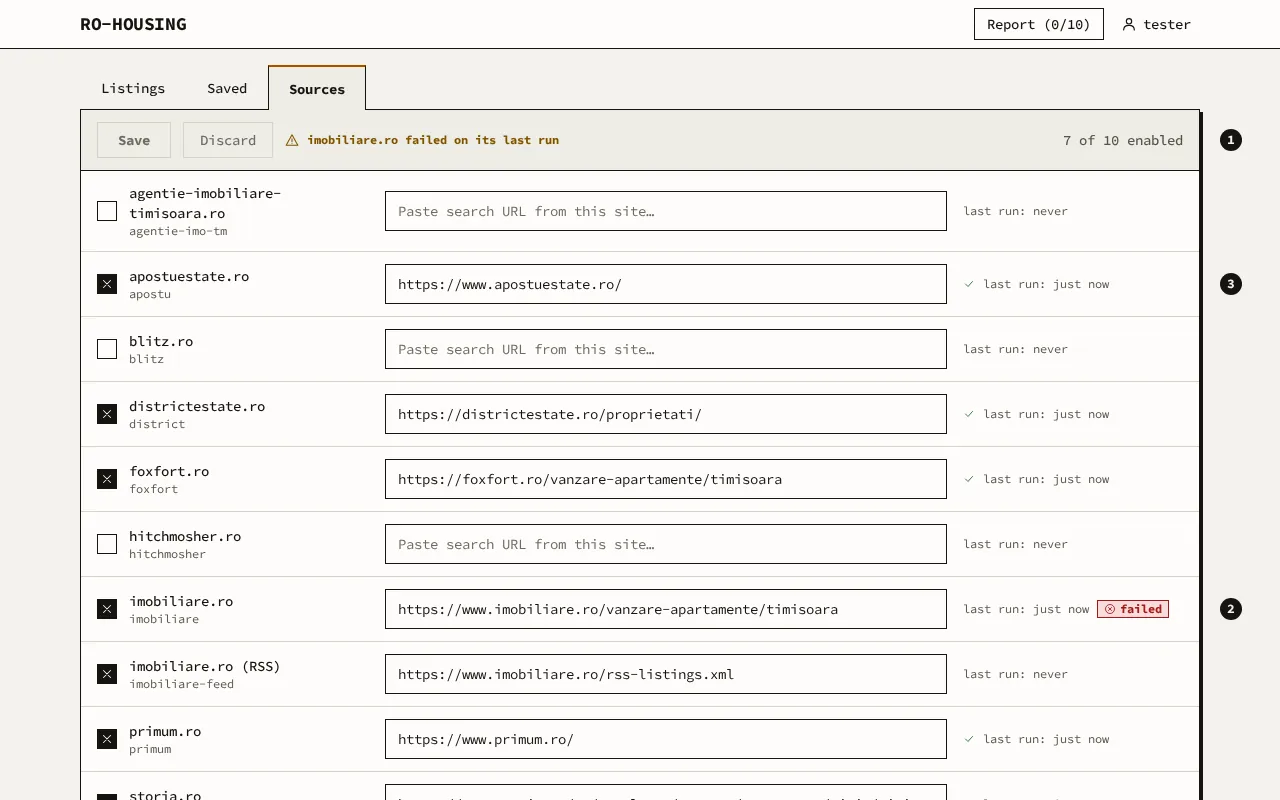 RO-HOUSING
Report (0/10)
tester
Listings
Saved
Sources
Save
Discard
imobiliare.ro failed on its last run
7 of 10 enabled
1
agentie-imobiliare-
timisoara.ro
agentie-imo-tm
Paste search URL from this site…
last run: never
apostuestate.ro
apostu
https://www.apostuestate.ro/
last run: just now
3
blitz.ro
blitz
Paste search URL from this site…
last run: never
districtestate.ro
district
https://districtestate.ro/proprietati/
last run: just now
foxfort.ro
foxfort
https://foxfort.ro/vanzare-apartamente/timisoara
last run: just now
hitchmosher.ro
hitchmosher
Paste search URL from this site…
last run: never
imobiliare.ro
imobiliare
https://www.imobiliare.ro/vanzare-apartamente/timisoara
last run: just now
failed
2
imobiliare.ro (RSS)
imobiliare-feed
https://www.imobiliare.ro/rss-listings.xml
last run: never
primum.ro
primum
https://www.primum.ro/
last run: just now
storia.ro